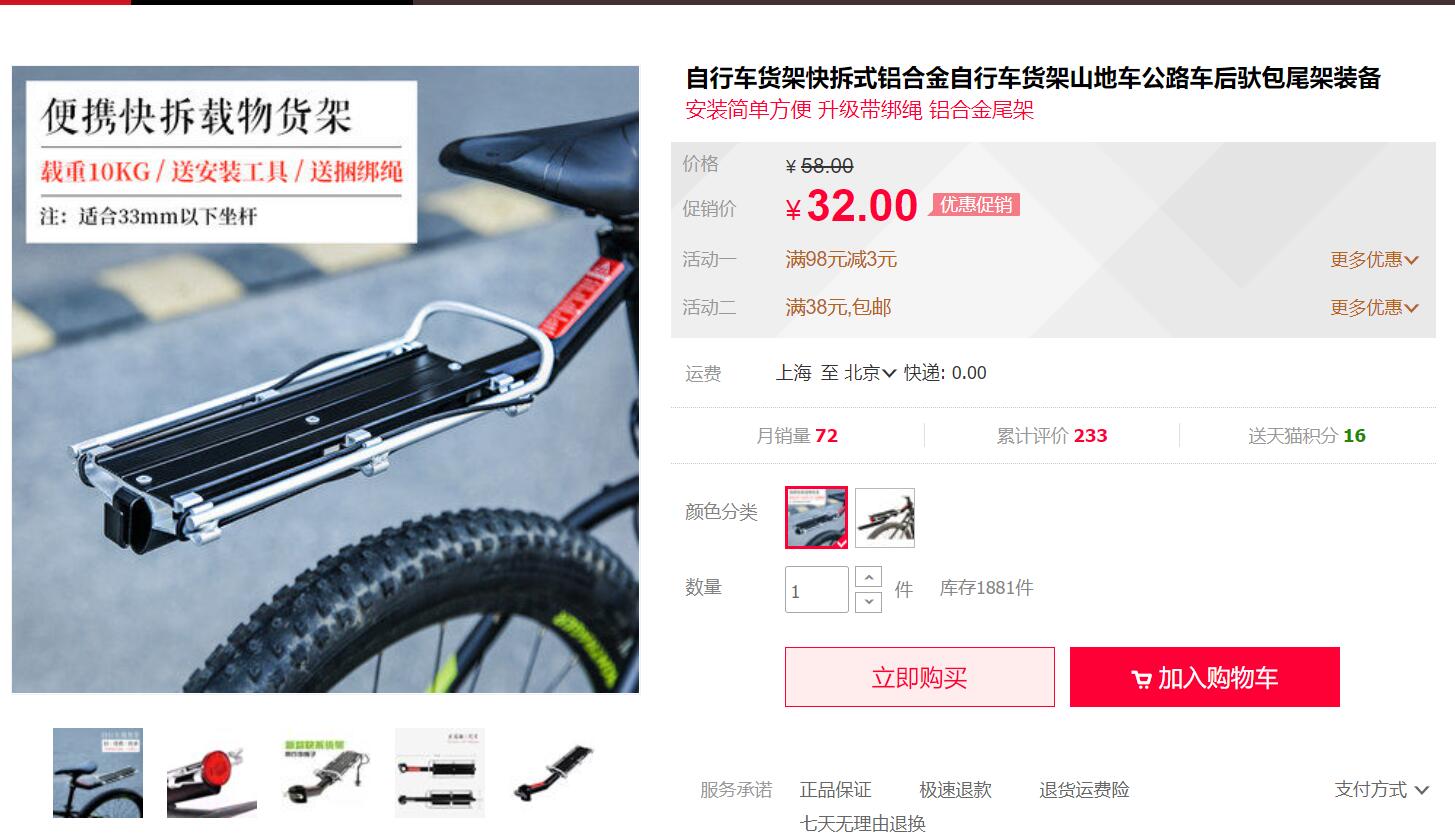 自行车货架快拆式铝合金自行车货架山地车公路车后驮包尾架装备
安装简单方便 升级带绑绳 铝合金尾架
便携快拆载物货架
载重10KG / 送安装工具 / 送捆绑绳
注：适合33mm以下坐杆
价格 ¥ 58.00
促销价 ¥ 32.00 优惠促销
活动一 满98元减3元 更多优惠
活动二 满38元,包邮 更多优惠
运费 上海 至 北京 快递: 0.00
月销量 72 累计评价 233 送天猫积分 16
颜色分类
数量 1 件 库存1881件
立即购买 加入购物车
服务承诺 正品保证 极速退款 退货运费险 支付方式
七天无理由退换